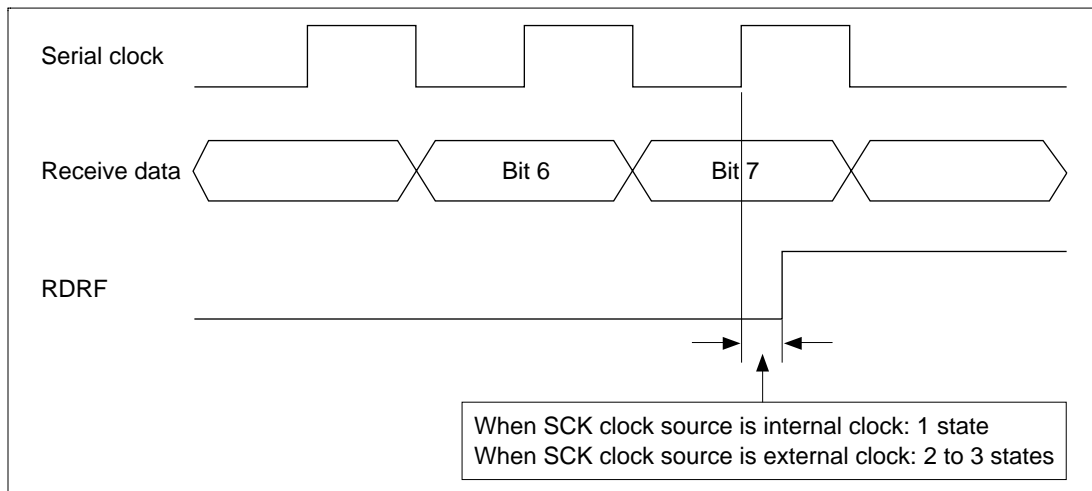 Serial clock
Receive data
Bit 6
Bit 7
RDRF
When SCK clock source is internal clock: 1 state
When SCK clock source is external clock: 2 to 3 states